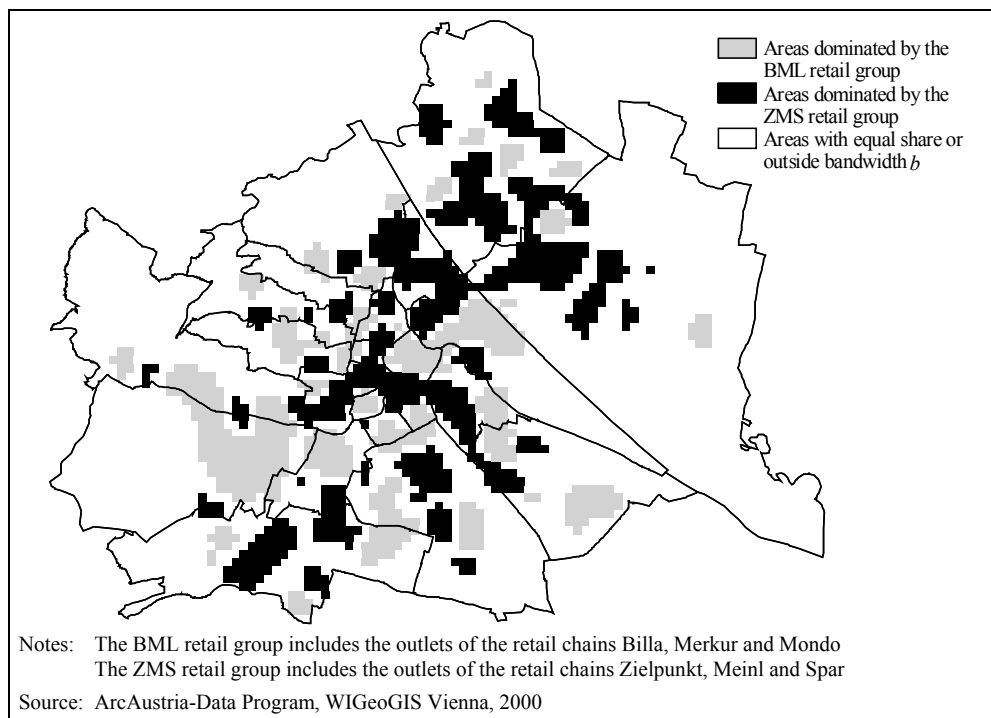 Areas dominated by the
BML retail group
Areas dominated by the
ZMS retail group
Areas with equal share or
outside bandwidth b
Notes: The BML retail group includes the outlets of the retail chains Billa, Merkur and Mondo
The ZMS retail group includes the outlets of the retail chains Zielpunkt, Meinl and Spar
Source: ArcAustria-Data Program, WIGeoGIS Vienna, 2000